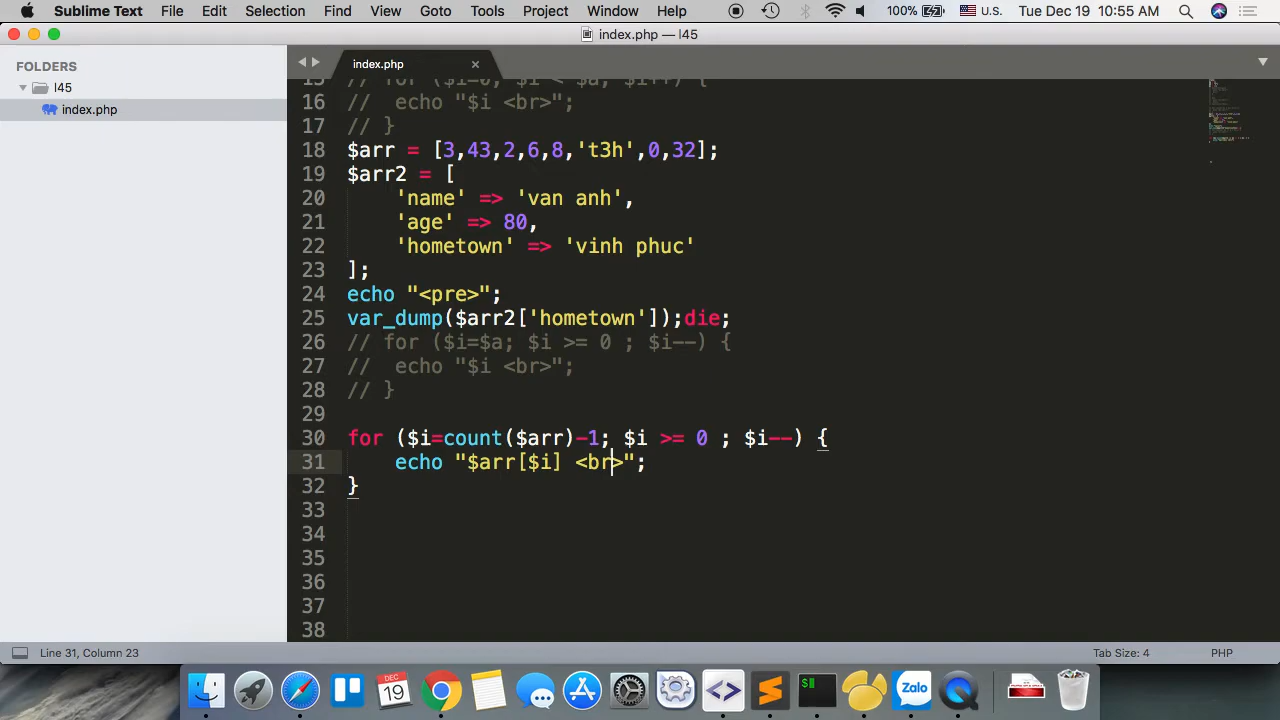 Sublime Text File Edit Selection Find View Goto Tools Project Window Help 100% U.S. Tue Dec 19 10:55 AM
index.php — l45
FOLDERS
l45
index.php
index.php
15 // for ($i=0; $i < $a; $i++) {
16 // echo "$i <br>";
17 // }
18 $arr = [3,43,2,6,8,'t3h',0,32];
19 $arr2 = [
20 'name' => 'van anh',
21 'age' => 80,
22 'hometown' => 'vinh phuc'
23 ];
24 echo "<pre>";
25 var_dump($arr2['hometown']);die;
26 // for ($i=$a; $i >= 0 ; $i--) {
27 // echo "$i <br>";
28 // }
29
30 for ($i=count($arr)-1; $i >= 0 ; $i--) {
31 echo "$arr[$i] <br>";
32 }
33
34
35
36
37
38
Line 31, Column 23 Tab Size: 4 PHP
DEC
19
$
Zalo